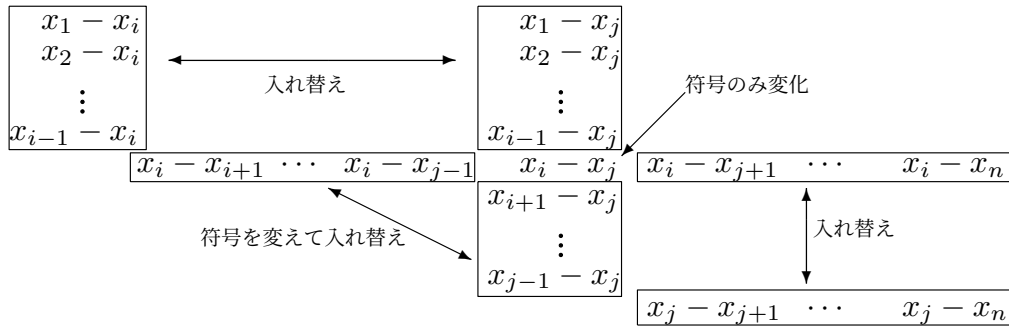 x_1 − x_i
x_2 − x_i
⋮
x_{i−1} − x_i
入れ替え
x_1 − x_j
x_2 − x_j
⋮
x_{i−1} − x_j
符号のみ変化
x_i − x_{i+1} ⋯ x_i − x_{j−1} x_i − x_j x_i − x_{j+1} ⋯ x_i − x_n
符号を変えて入れ替え
x_{i+1} − x_j
⋮
x_{j−1} − x_j
入れ替え
x_j − x_{j+1} ⋯ x_j − x_n